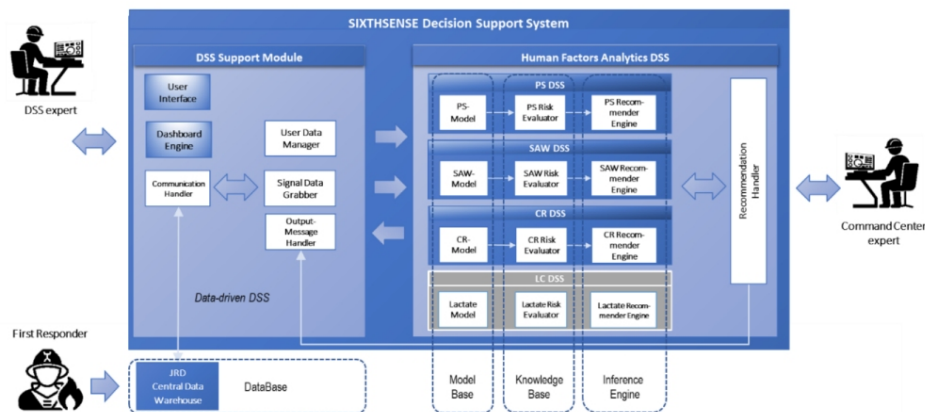 SIXTHSENSE Decision Support System
DSS Support Module
Human Factors Analytics DSS
DSS expert
User
Interface
Dashboard
Engine
User Data
Manager
Communication
Handler
Signal Data
Grabber
Output-
Message
Handler
Data-driven DSS
PS DSS
PS-
Model
PS Risk
Evaluator
PS Recom-
mender
Engine
SAW DSS
SAW-
Model
SAW Risk
Evaluator
SAW Recom-
mender
Engine
CR DSS
CR-
Model
CR Risk
Evaluator
CR Recom-
mender
Engine
LC DSS
Lactate
Model
Lactate Risk
Evaluator
Lactate Recom-
mender Engine
Recommendation
Handler
Command Center
expert
First Responder
JRD
Central Data
Warehouse
DataBase
Model
Base
Knowledge
Base
Inference
Engine